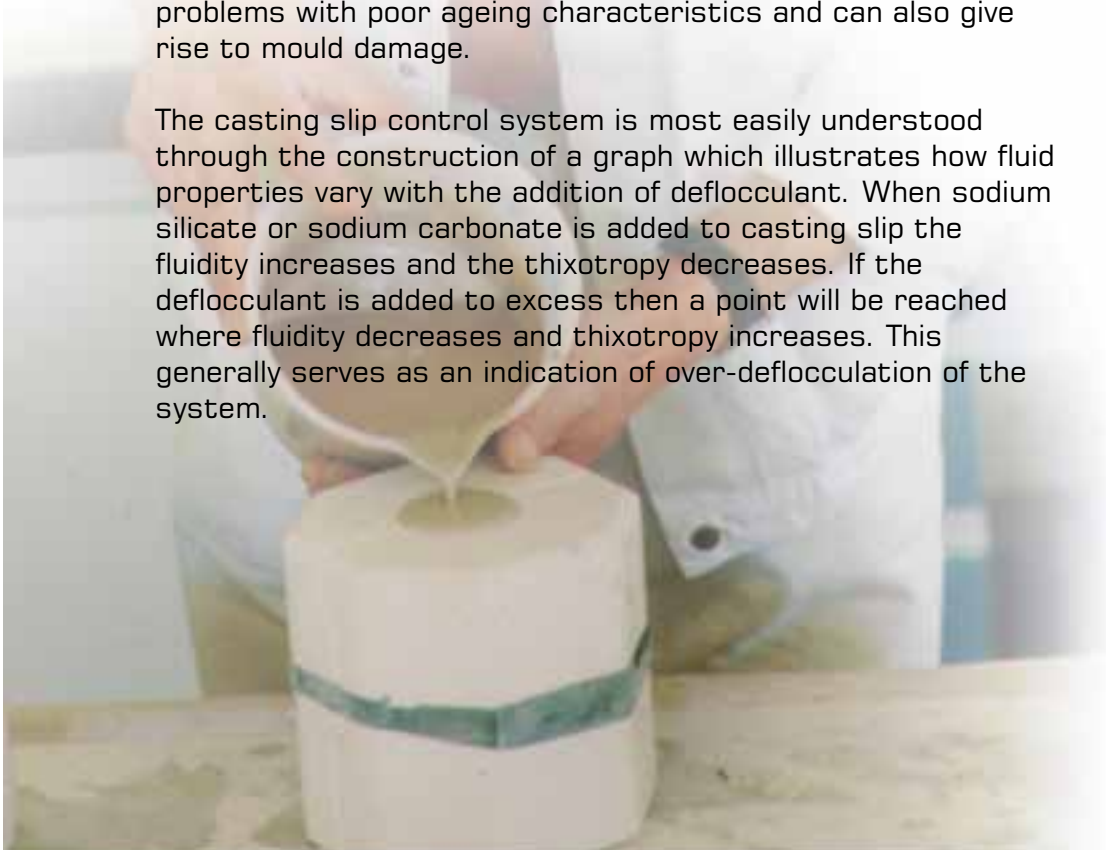 problems with poor ageing characteristics and can also give
rise to mould damage.
The casting slip control system is most easily understood
through the construction of a graph which illustrates how fluid
properties vary with the addition of deflocculant. When sodium
silicate or sodium carbonate is added to casting slip the
fluidity increases and the thixotropy decreases. If the
deflocculant is added to excess then a point will be reached
where fluidity decreases and thixotropy increases. This
generally serves as an indication of over-deflocculation of the
system.